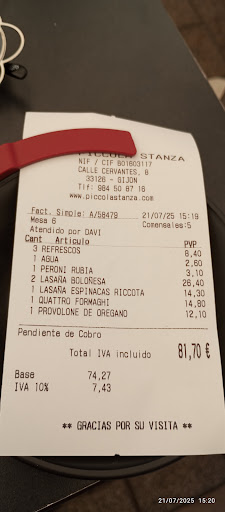 PICCOLA STANZA
NIF / CIF B01603117
CALLE CERVANTES, 8
33126 - GIJON
Tlf: 984 50 87 16
www.piccolastanza.com
Fact. Simple: A/58479 21/07/25 15:19
Mesa 6 Comensales:5
Atendido por DAVI
Cant Artículo PVP
3 REFRESCOS 8,40
1 AGUA 2,60
1 PERONI RUBIA 3,10
2 LASAÑA BOLOÑESA 26,40
1 LASAÑA ESPINACAS RICCOTA 14,30
1 QUATTRO FORMAGHI 14,80
1 PROVOLONE DE OREGANO 12,10
Pendiente de Cobro
Total IVA incluido 81,70 €
Base 74,27
IVA 10% 7,43
** GRACIAS POR SU VISITA **
21/07/2025 15:20